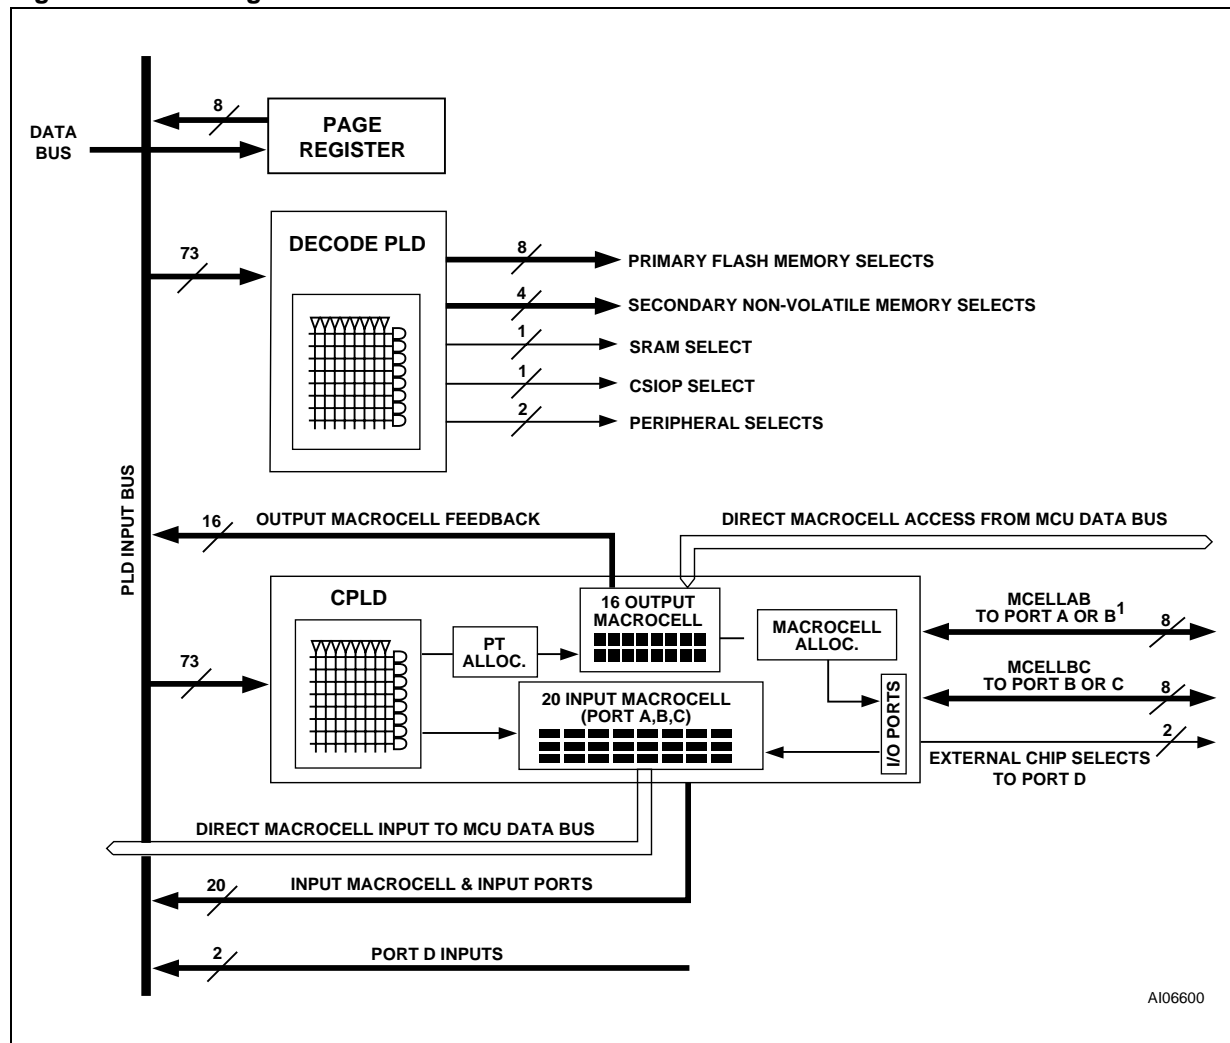 8
DATA
BUS
PAGE
REGISTER
73
DECODE PLD
8
PRIMARY FLASH MEMORY SELECTS
4
SECONDARY NON-VOLATILE MEMORY SELECTS
1
SRAM SELECT
1
CSIOP SELECT
2
PERIPHERAL SELECTS
PLD INPUT BUS
16
OUTPUT MACROCELL FEEDBACK
DIRECT MACROCELL ACCESS FROM MCU DATA BUS
CPLD
73
PT
ALLOC.
16 OUTPUT
MACROCELL
MACROCELL
ALLOC.
20 INPUT MACROCELL
(PORT A,B,C)
I/O PORTS
MCELLAB
TO PORT A OR B1
8
MCELLBC
TO PORT B OR C
8
2
EXTERNAL CHIP SELECTS
TO PORT D
DIRECT MACROCELL INPUT TO MCU DATA BUS
20
INPUT MACROCELL & INPUT PORTS
2
PORT D INPUTS
AI06600